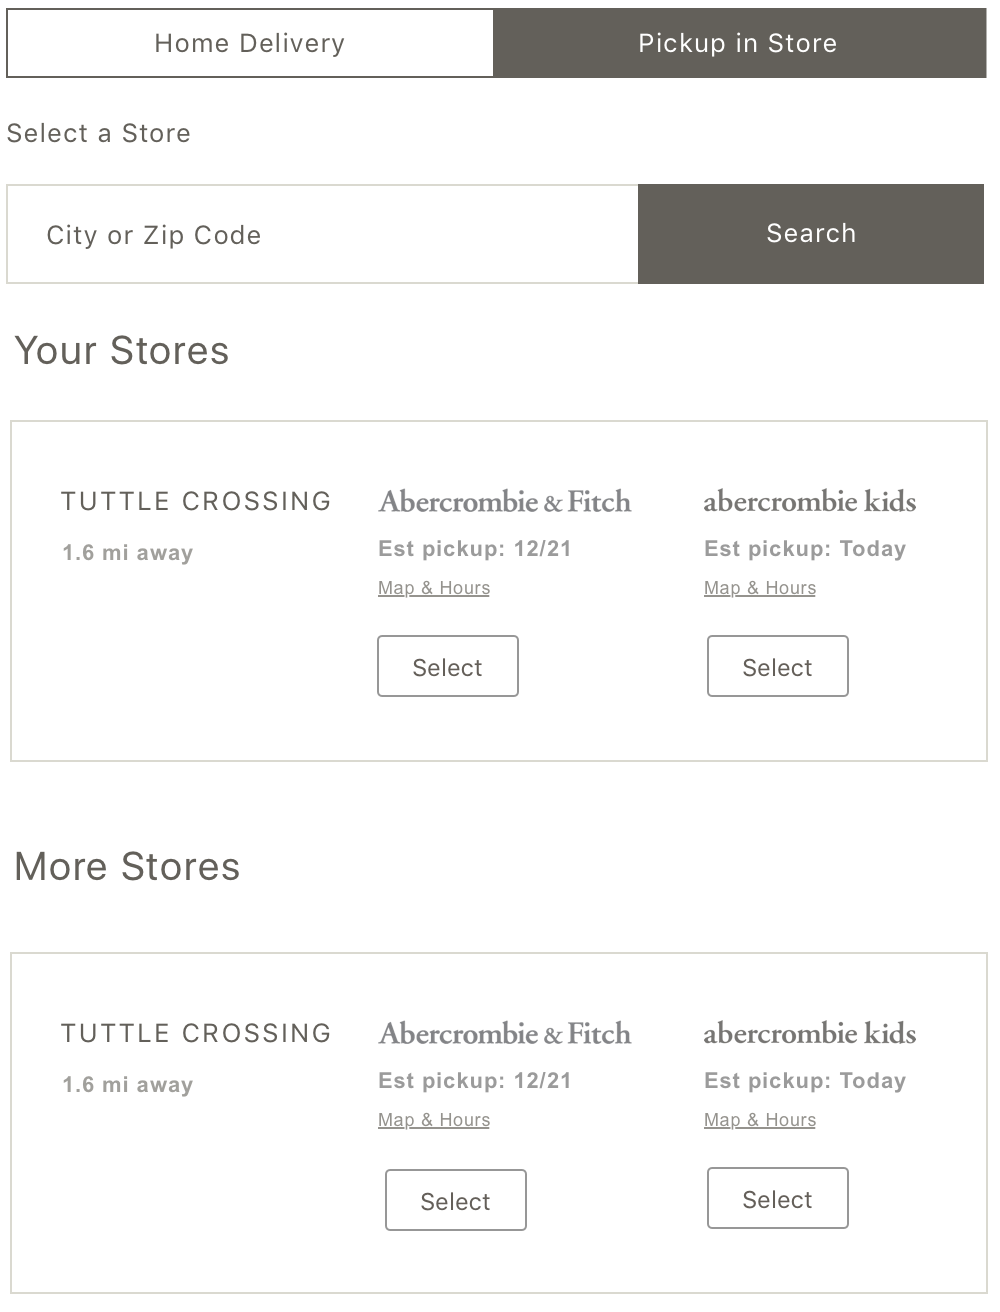 Home Delivery Pickup in Store
Select a Store
City or Zip Code Search
Your Stores
TUTTLE CROSSING Abercrombie & Fitch abercrombie kids
1.6 mi away Est pickup: 12/21 Est pickup: Today
Map & Hours Map & Hours
Select Select
More Stores
TUTTLE CROSSING Abercrombie & Fitch abercrombie kids
1.6 mi away Est pickup: 12/21 Est pickup: Today
Map & Hours Map & Hours
Select Select